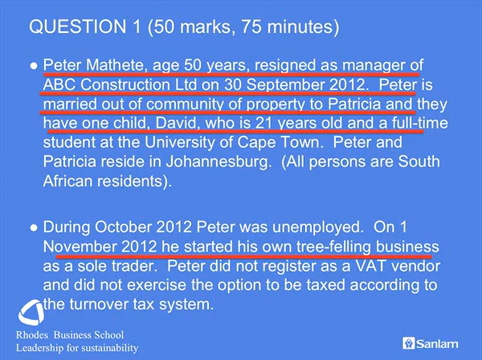 QUESTION 1 (50 marks, 75 minutes)
● Peter Mathete, age 50 years, resigned as manager of
ABC Construction Ltd on 30 September 2012.  Peter is
married out of community of property to Patricia and they
have one child, David, who is 21 years old and a full-time
student at the University of Cape Town.  Peter and
Patricia reside in Johannesburg.  (All persons are South
African residents).
● During October 2012 Peter was unemployed.  On 1
November 2012 he started his own tree-felling business
as a sole trader.  Peter did not register as a VAT vendor
and did not exercise the option to be taxed according to
the turnover tax system.
Rhodes  Business School
Leadership for sustainability
Sanlam